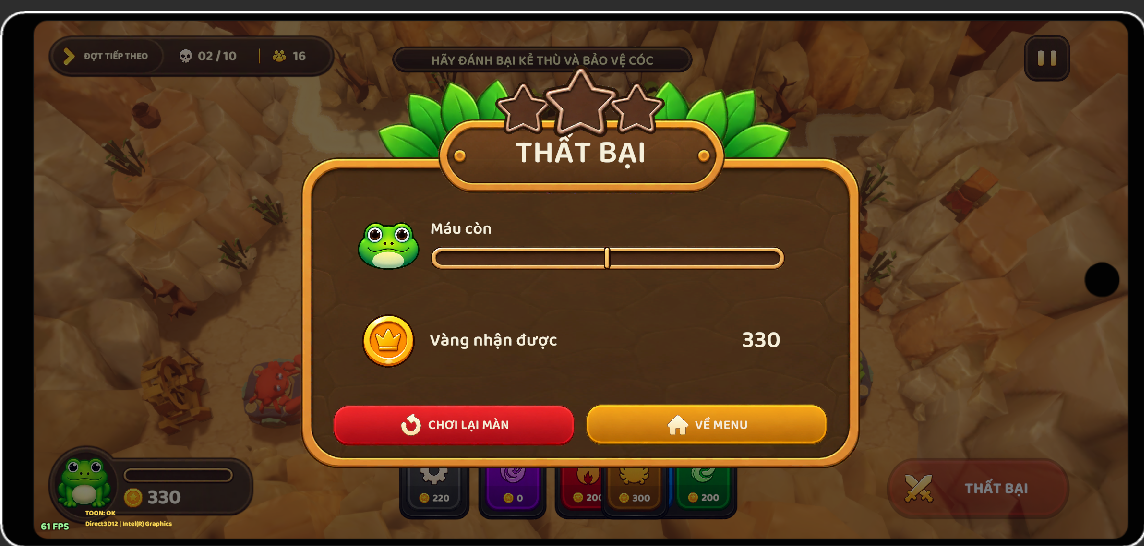 ĐỢT TIẾP THEO 02 / 10 16
HÃY ĐÁNH BẠI KẺ THÙ VÀ BẢO VỆ CÓC
THẤT BẠI
Máu còn
Vàng nhận được 330
CHƠI LẠI MÀN VỀ MENU
220 0 200 300 200
330
THẤT BẠI
TOON: OK
61 FPS
Direct3D12 | Intel(R) Graphics